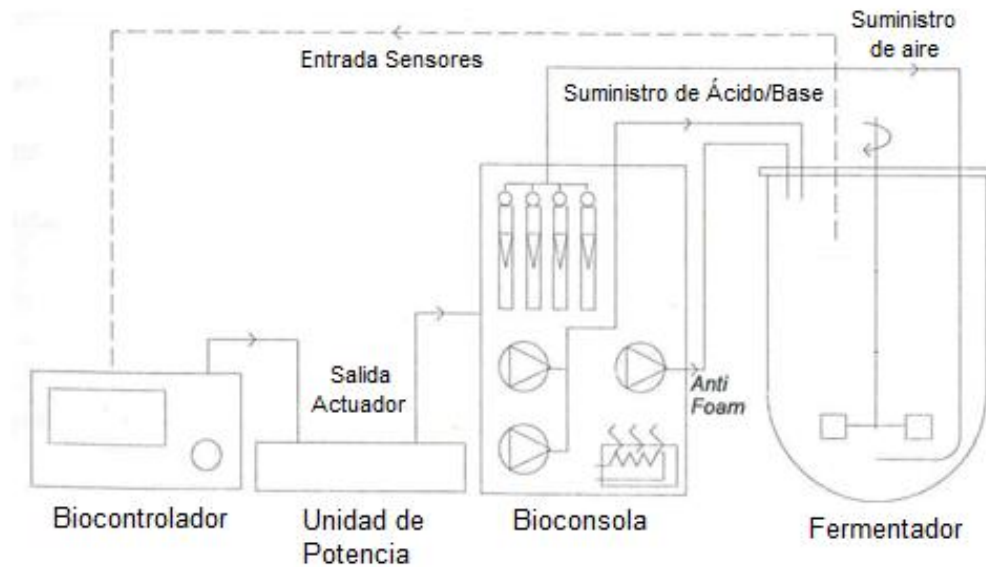 Suministro
de aire
Entrada Sensores
Suministro de Ácido/Base
Salida
Actuador
Anti
Foam
Biocontrolador
Unidad de
Potencia
Bioconsola
Fermentador